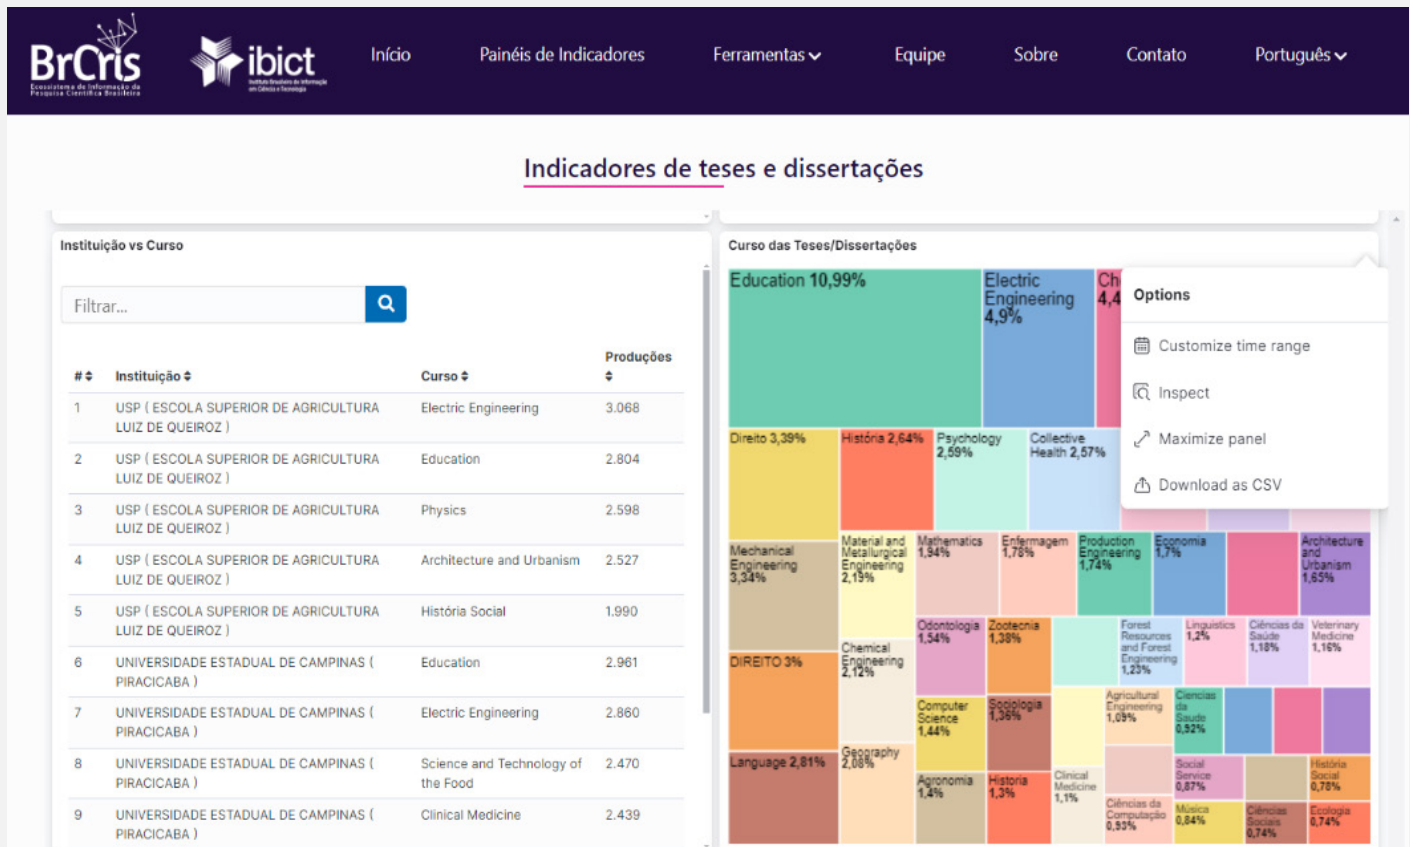 BrCris
Ecossistema de Informação da
Pesquisa Científica Brasileira
ibict
Instituto Brasileiro de Informação
em Ciência e Tecnologia
Início
Painéis de Indicadores
Ferramentas
Equipe
Sobre
Contato
Português
Indicadores de teses e dissertações
Instituição vs Curso
Filtrar...
# Instituição Curso Produções
1 USP ( ESCOLA SUPERIOR DE AGRICULTURA Electric Engineering 3.068
LUIZ DE QUEIROZ )
2 USP ( ESCOLA SUPERIOR DE AGRICULTURA Education 2.804
LUIZ DE QUEIROZ )
3 USP ( ESCOLA SUPERIOR DE AGRICULTURA Physics 2.598
LUIZ DE QUEIROZ )
4 USP ( ESCOLA SUPERIOR DE AGRICULTURA Architecture and Urbanism 2.527
LUIZ DE QUEIROZ )
5 USP ( ESCOLA SUPERIOR DE AGRICULTURA História Social 1.990
LUIZ DE QUEIROZ )
6 UNIVERSIDADE ESTADUAL DE CAMPINAS ( Education 2.961
PIRACICABA )
7 UNIVERSIDADE ESTADUAL DE CAMPINAS ( Electric Engineering 2.860
PIRACICABA )
8 UNIVERSIDADE ESTADUAL DE CAMPINAS ( Science and Technology of 2.470
PIRACICABA ) the Food
9 UNIVERSIDADE ESTADUAL DE CAMPINAS ( Clinical Medicine 2.439
PIRACICABA )
Curso das Teses/Dissertações
Education 10,99%
Electric
Engineering
4,9%
Ch
4,4
Options
Customize time range
Inspect
Maximize panel
Download as CSV
Direito 3,39%
História 2,64%
Psychology
2,59%
Collective
Health 2,57%
Mechanical
Engineering
3,34%
Material and
Metallurgical
Engineering
2,19%
Mathematics
1,94%
Enfermagem
1,78%
Production
Engineering
1,74%
Economia
1,7%
Architecture
and
Urbanism
1,65%
DIREITO 3%
Chemical
Engineering
2,12%
Odontologia
1,54%
Zootecnia
1,38%
Forest
Resources
and Forest
Engineering
1,23%
Linguistics
1,2%
Ciências da
Saúde
1,18%
Veterinary
Medicine
1,16%
Language 2,81%
Geography
2,08%
Computer
Science
1,44%
Sociologia
1,36%
Agricultural
Engineering
1,09%
Ciencias
da
Saude
0,92%
Agronomia
1,4%
Historia
1,3%
Clinical
Medicine
1,1%
Social
Service
0,87%
História
Social
0,78%
Ciências da
Computação
0,93%
Música
0,84%
Ciências
Sociais
0,74%
Ecologia
0,74%